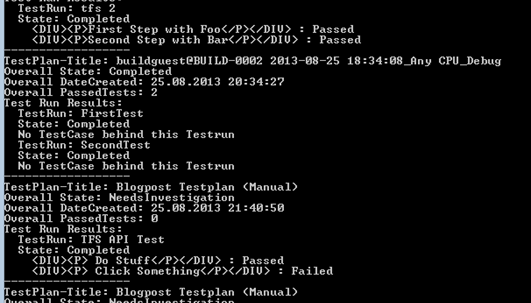 TestRun: tfs 2
State: Completed
<DIV><P>First Step with Foo</P></DIV> : Passed
<DIV><P>Second Step with Bar</P></DIV> : Passed
------------------
TestPlan-Title: buildguest@BUILD-0002 2013-08-25 18:34:08_Any CPU_Debug
Overall State: Completed
Overall DateCreated: 25.08.2013 20:34:27
Overall PassedTests: 2
Test Run Results:
TestRun: FirstTest
State: Completed
No TestCase behind this Testrun
TestRun: SecondTest
State: Completed
No TestCase behind this Testrun
------------------
TestPlan-Title: Blogpost Testplan (Manual)
Overall State: NeedsInvestigation
Overall DateCreated: 25.08.2013 21:40:50
Overall PassedTests: 0
Test Run Results:
TestRun: TFS API Test
State: Completed
<DIV><P> Do Stuff</P></DIV> : Passed
<DIV><P> Click Something</P></DIV> : Failed
------------------
TestPlan-Title: Blogpost Testplan (Manual)
Overall State: NeedsInvestigation